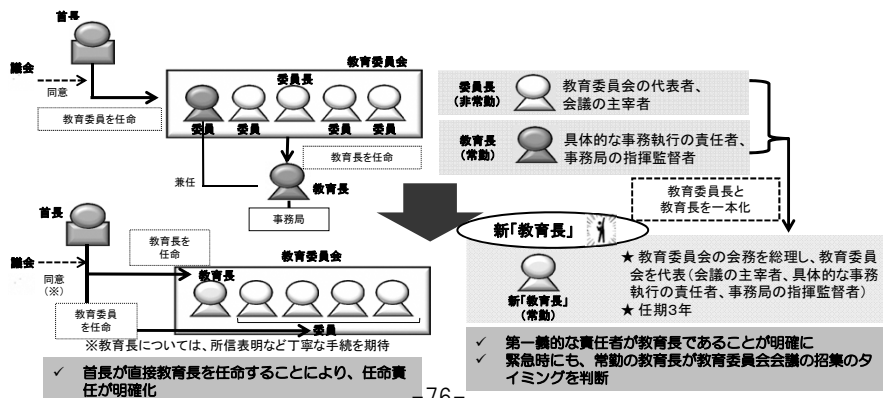 首長
議会
同意
教育委員を任命
教育委員会
委員長
委員 委員 委員 委員
教育長を任命
兼任
教育長
事務局
委員長
(非常勤)
教育委員会の代表者、
会議の主宰者
教育長
(常勤)
具体的な事務執行の責任者、
事務局の指揮監督者
教育委員長と
教育長を一本化
首長
議会
同意
(※)
教育長を
任命
教育委員
を任命
教育委員会
教育長
委員
※教育長については、所信表明など丁寧な手続を期待
✓ 首長が直接教育長を任命することにより、任命責
任が明確化
新「教育長」
新「教育長」
(常勤)
★ 教育委員会の会務を総理し、教育委員
会を代表(会議の主宰者、具体的な事務
執行の責任者、事務局の指揮監督者)
★ 任期3年
✓ 第一義的な責任者が教育長であることが明確に
✓ 緊急時にも、常勤の教育長が教育委員会会議の招集のタ
イミングを判断
-76-